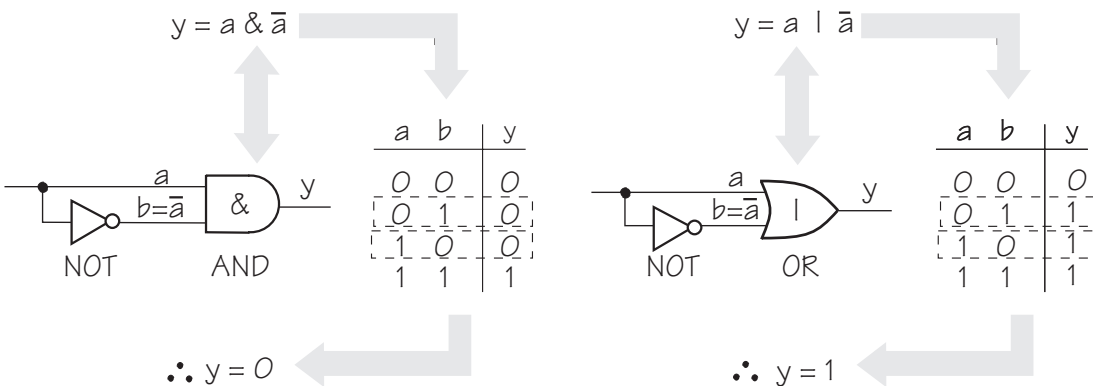 y = a & a̅
a b y
0 0 0
0 1 0
1 0 0
1 1 1
a
b=a̅
&
y
NOT AND
∴ y = 0
y = a | a̅
a b y
0 0 0
0 1 1
1 0 1
1 1 1
a
b=a̅
|
y
NOT OR
∴ y = 1